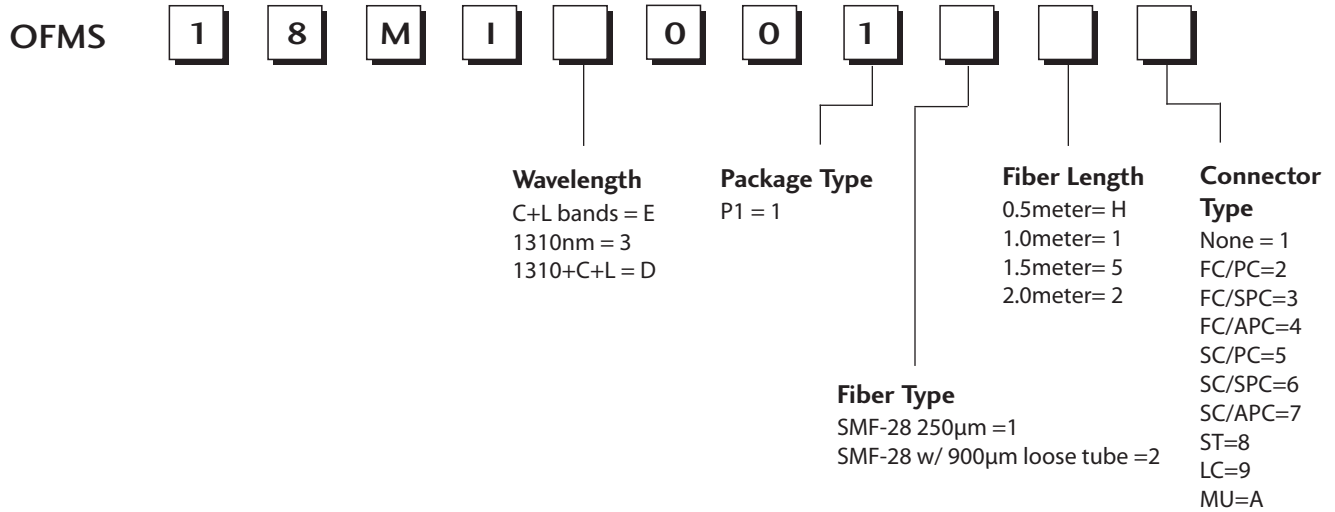 OFMS 1 8 M I 0 0 1
Wavelength
C+L bands = E
1310nm = 3
1310+C+L = D
Package Type
P1 = 1
Fiber Type
SMF-28 250µm =1
SMF-28 w/ 900µm loose tube =2
Fiber Length
0.5meter= H
1.0meter= 1
1.5meter= 5
2.0meter= 2
Connector
Type
None = 1
FC/PC=2
FC/SPC=3
FC/APC=4
SC/PC=5
SC/SPC=6
SC/APC=7
ST=8
LC=9
MU=A